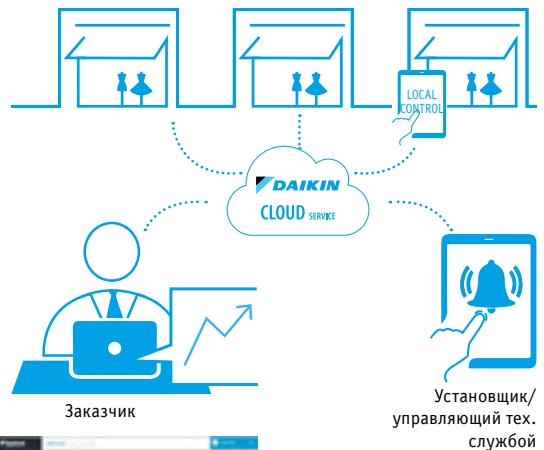 LOCAL
CONTROL
DAIKIN
CLOUD SERVICE
Заказчик
Установщик/
управляющий тех.
службой